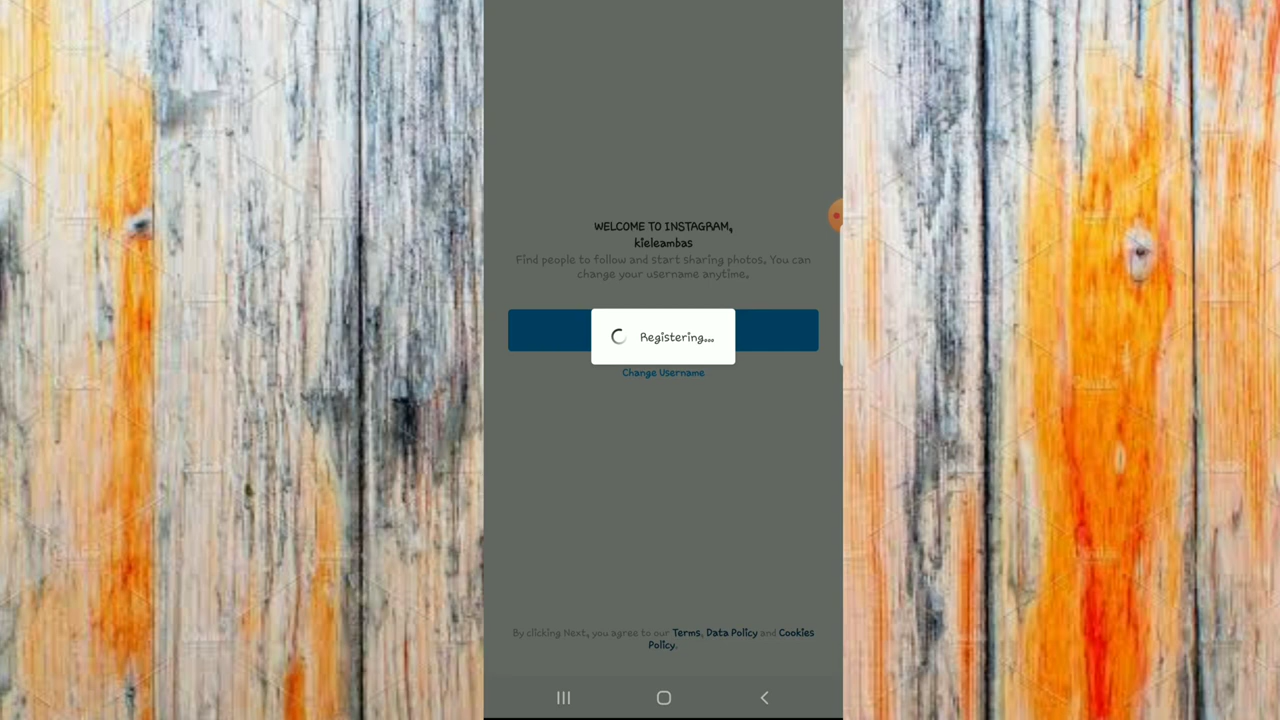 WELCOME TO INSTAGRAM,
kieleambas
Find people to follow and start sharing photos. You can
change your username anytime.
Registering...
Change Username
By clicking Next, you agree to our Terms, Data Policy and Cookies
Policy.